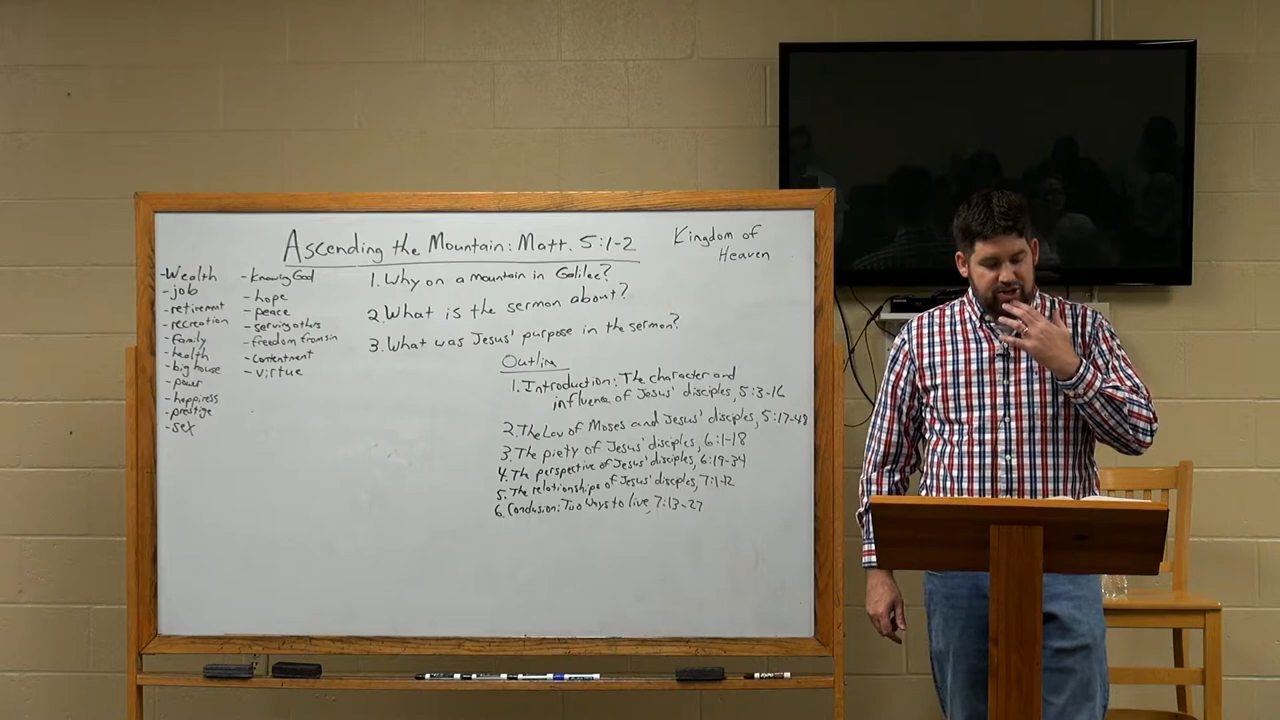 Ascending the Mountain: Matt. 5:1-2
Kingdom of
Heaven
-Wealth
-job
-retirement
-recreation
-family
-health
-big house
-power
-happiness
-prestige
-sex
-Knowing God
-hope
-peace
-serving others
-freedom from sin
-contentment
-virtue
1. Why on a mountain in Galilee?
2. What is the sermon about?
3. What was Jesus' purpose in the sermon?
Outline
1. Introduction: The character and
influence of Jesus' disciples, 5:3-16
2. The Law of Moses and Jesus' disciples, 5:17-48
3. The piety of Jesus' disciples, 6:1-18
4. The perspective of Jesus' disciples, 6:19-34
5. The relationships of Jesus' disciples, 7:1-12
6. Conclusion: Two Ways to live, 7:13-27